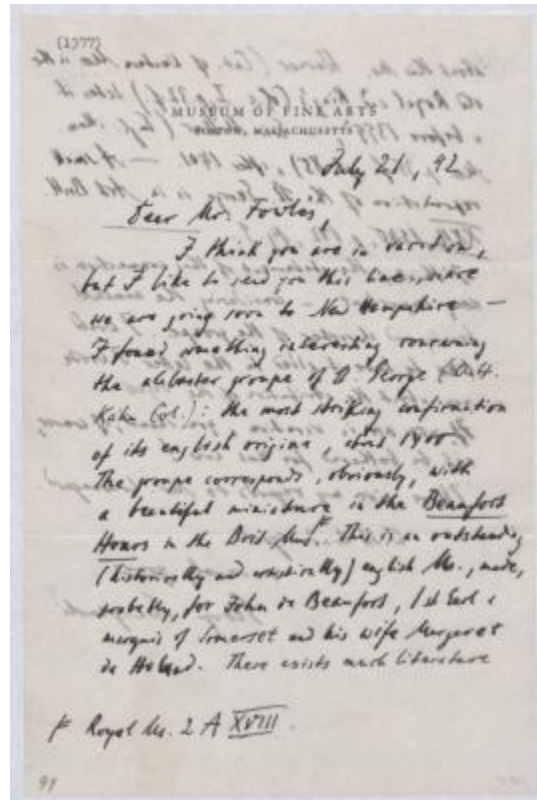 [1377]
MUSEUM OF FINE ARTS
BOSTON, MASSACHUSETTS
July 21, 42
Dear Mr. Fowles,
I think you are in vacation,
but I like to send you this line, since
we are going soon to New Hampshire —
I found something interesting concerning
the alabaster groupe of St George (O.H.
Kahn Col.): the most striking confirmation
of its english origine, about 1400
The groupe corresponds, obviously, with
a beautiful miniature in the Beaufort
Hours in the Brit. Mus. This is an outstanding
(historically and artistically) english Ms., made,
probably, for John de Beaufort, 1st Earl &
marquis of Somerset and his wife Margaret
de Holand. There exists much literature
Royal Ms. 2 A XVIII.